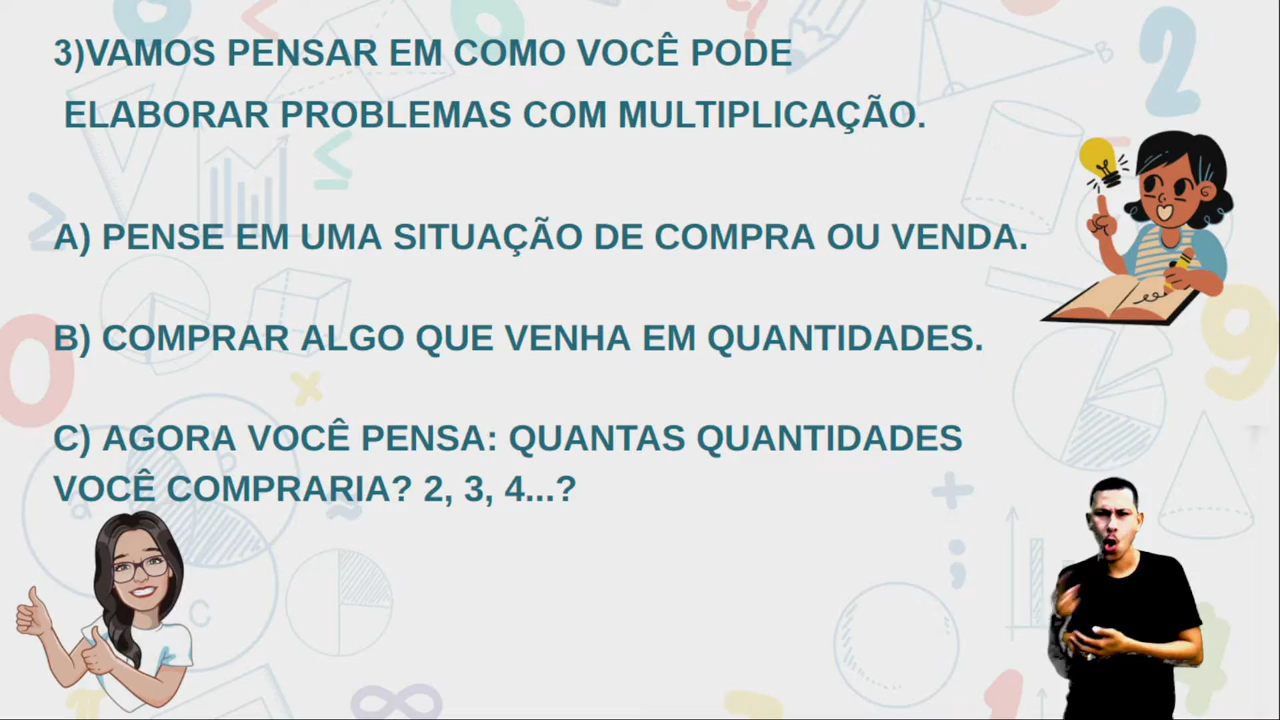 3)VAMOS PENSAR EM COMO VOCÊ PODE
ELABORAR PROBLEMAS COM MULTIPLICAÇÃO.
A) PENSE EM UMA SITUAÇÃO DE COMPRA OU VENDA.
B) COMPRAR ALGO QUE VENHA EM QUANTIDADES.
C) AGORA VOCÊ PENSA: QUANTAS QUANTIDADES
VOCÊ COMPRARIA? 2, 3, 4...?